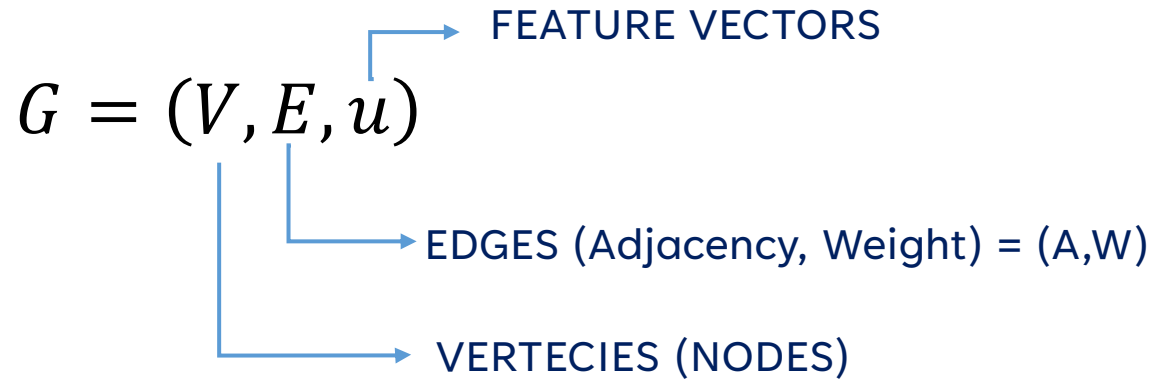 FEATURE VECTORS
G = (V, E, u)
EDGES (Adjacency, Weight) = (A,W)
VERTECIES (NODES)